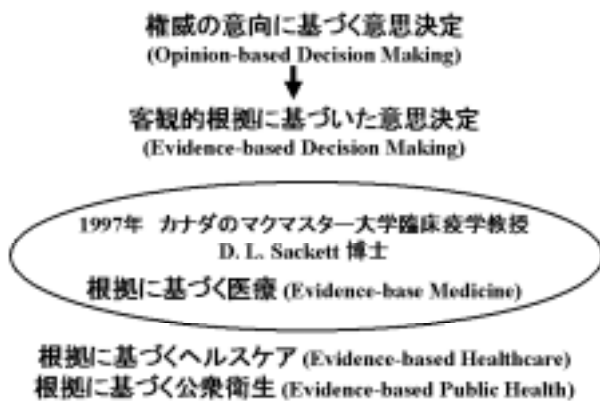 権威の意向に基づく意思決定
(Opinion-based Decision Making)
客観的根拠に基づいた意思決定
(Evidence-based Decision Making)
1997年 カナダのマクマスター大学臨床疫学教授
D. L. Sackett 博士
根拠に基づく医療 (Evidence-base Medicine)
根拠に基づくヘルスケア (Evidence-based Healthcare)
根拠に基づく公衆衛生 (Evidence-based Public Health)